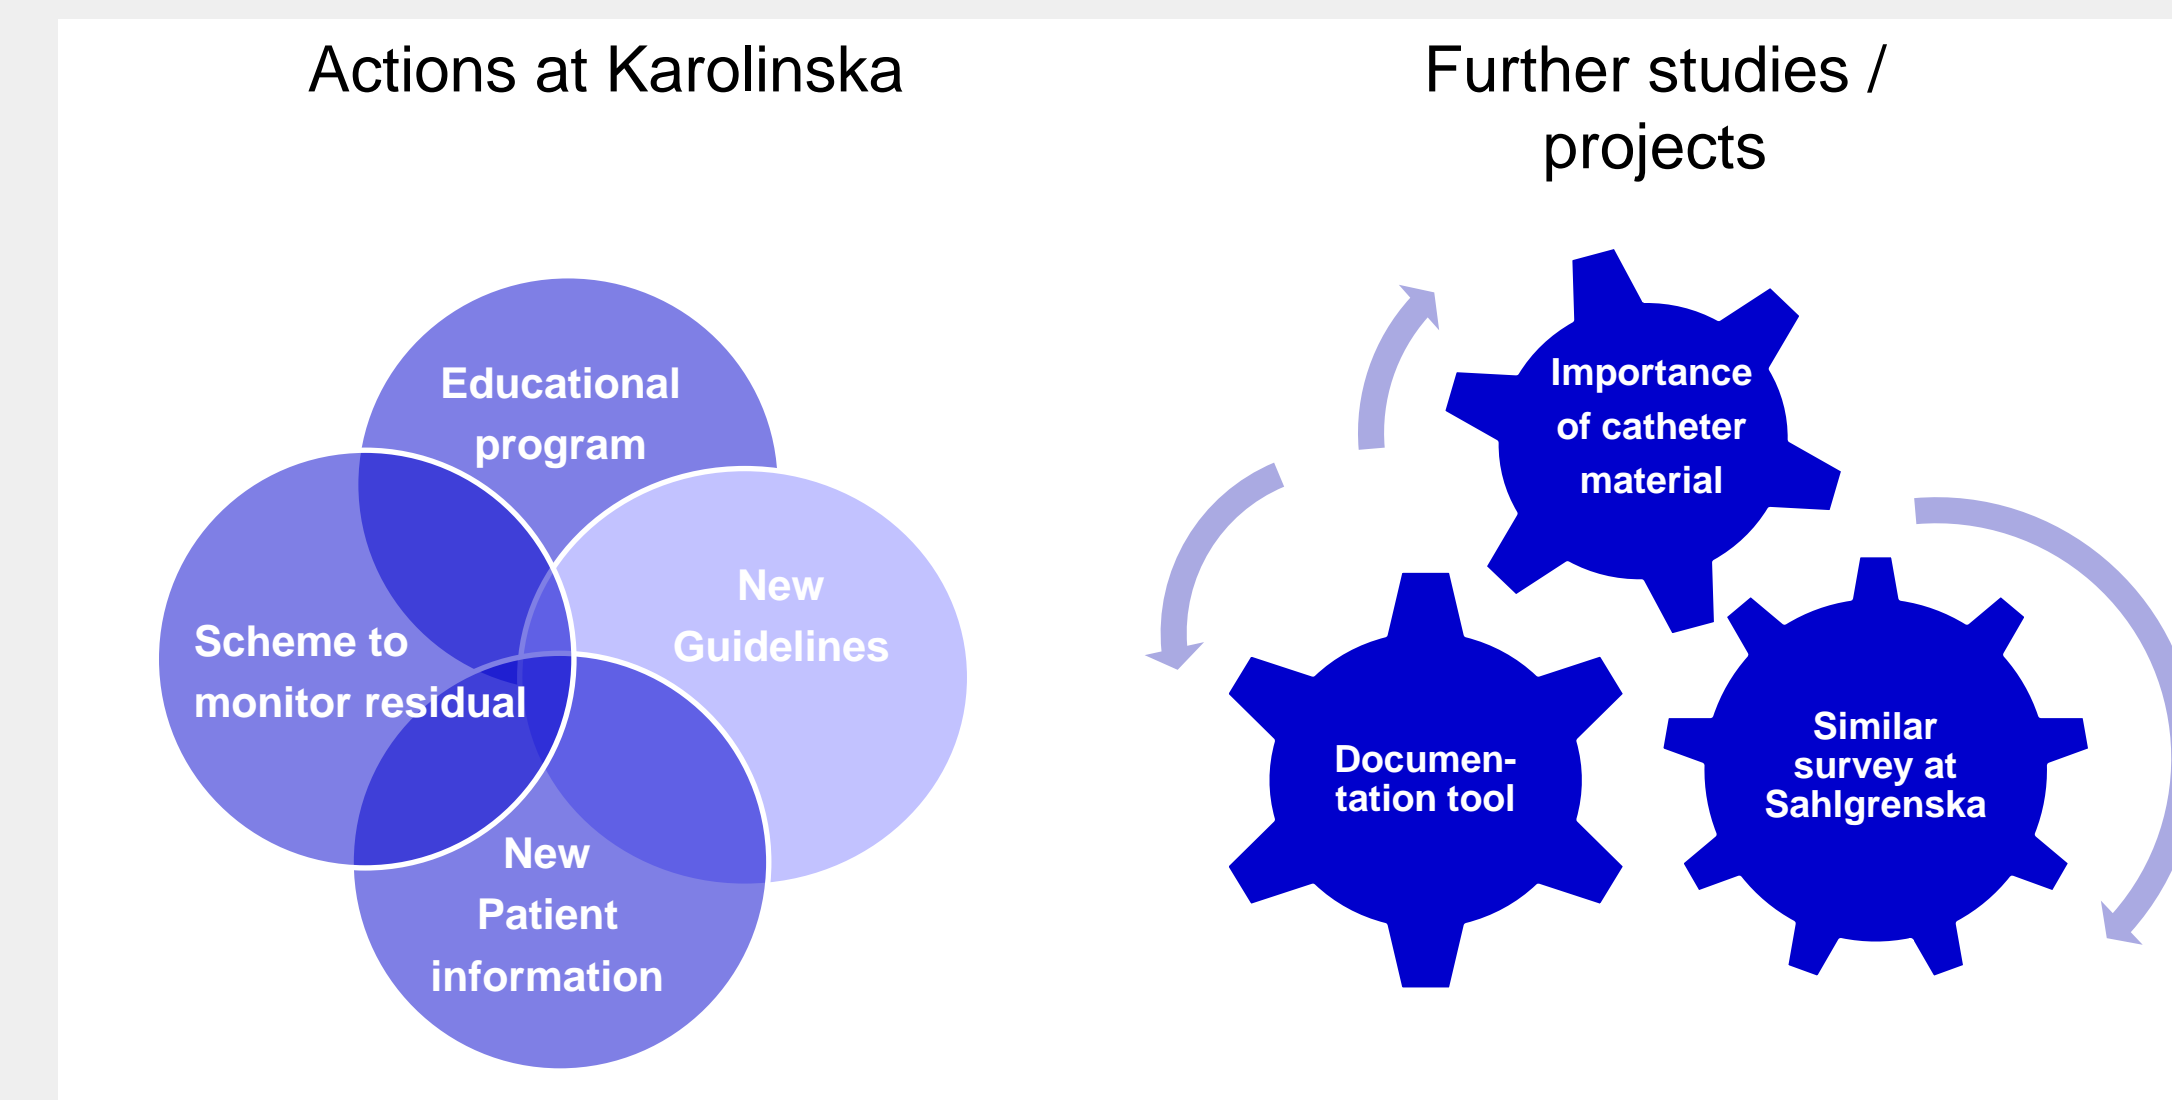 Actions at Karolinska
Educational
program
New
Guidelines
Scheme to
monitor residual
New
Patient
information
Further studies /
projects
Importance
of catheter
material
Documen-
tation tool
Similar
survey at
Sahlgrenska